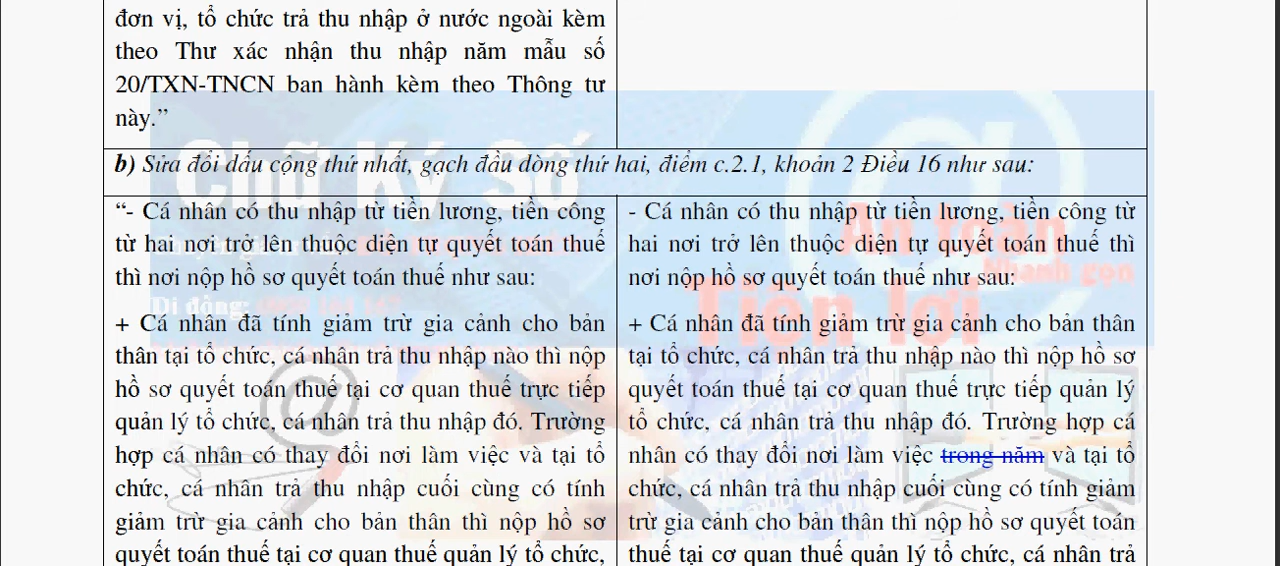 đơn vị, tổ chức trả thu nhập ở nước ngoài kèm
theo Thư xác nhận thu nhập năm mẫu số
20/TXN-TNCN ban hành kèm theo Thông tư
này.”
b) Sửa đổi dấu cộng thứ nhất, gạch đầu dòng thứ hai, điểm c.2.1, khoản 2 Điều 16 như sau:
“- Cá nhân có thu nhập từ tiền lương, tiền công
từ hai nơi trở lên thuộc diện tự quyết toán thuế
thì nơi nộp hồ sơ quyết toán thuế như sau:
+ Cá nhân đã tính giảm trừ gia cảnh cho bản
thân tại tổ chức, cá nhân trả thu nhập nào thì nộp
hồ sơ quyết toán thuế tại cơ quan thuế trực tiếp
quản lý tổ chức, cá nhân trả thu nhập đó. Trường
hợp cá nhân có thay đổi nơi làm việc và tại tổ
chức, cá nhân trả thu nhập cuối cùng có tính
giảm trừ gia cảnh cho bản thân thì nộp hồ sơ
quyết toán thuế tại cơ quan thuế quản lý tổ chức,
- Cá nhân có thu nhập từ tiền lương, tiền công từ
hai nơi trở lên thuộc diện tự quyết toán thuế thì
nơi nộp hồ sơ quyết toán thuế như sau:
+ Cá nhân đã tính giảm trừ gia cảnh cho bản thân
tại tổ chức, cá nhân trả thu nhập nào thì nộp hồ sơ
quyết toán thuế tại cơ quan thuế trực tiếp quản lý
tổ chức, cá nhân trả thu nhập đó. Trường hợp cá
nhân có thay đổi nơi làm việc trong năm và tại tổ
chức, cá nhân trả thu nhập cuối cùng có tính giảm
trừ gia cảnh cho bản thân thì nộp hồ sơ quyết toán
thuế tại cơ quan thuế quản lý tổ chức, cá nhân trả
Chữ Ký Số
Di động:
An toàn
Nhanh gọn
Tiện lợi